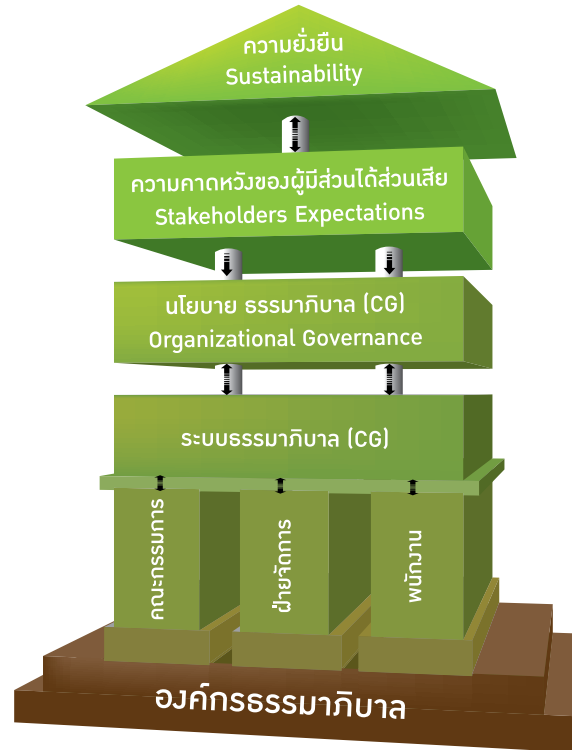 ความยั่งยืน
Sustainability
ความคาดหวังของผู้มีส่วนได้ส่วนเสีย
Stakeholders Expectations
นโยบาย ธรรมาภิบาล (CG)
Organizational Governance
ระบบธรรมาภิบาล (CG)
คณะกรรมการ
ฝ่ายจัดการ
พนักงาน
องค์กรธรรมาภิบาล